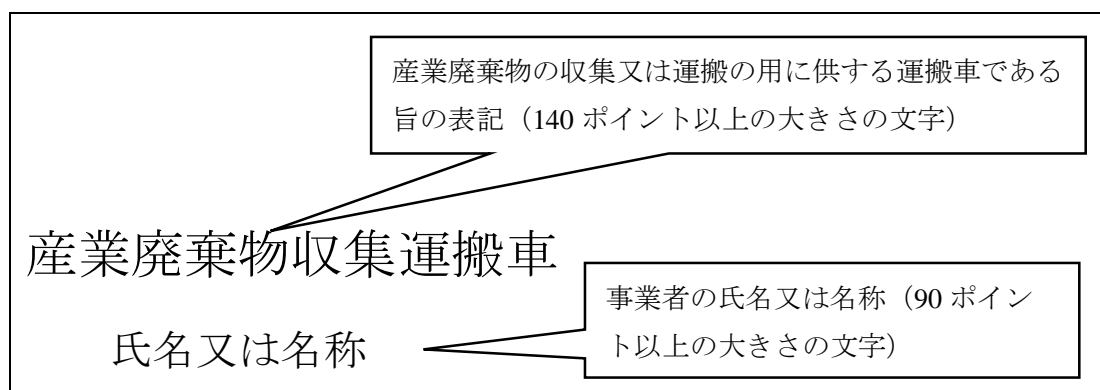 産業廃棄物の収集又は運搬の用に供する運搬車である
旨の表記（140 ポイント以上の大きさの文字）
産業廃棄物収集運搬車
事業者の氏名又は名称（90 ポイン
ト以上の大きさの文字）
氏名又は名称